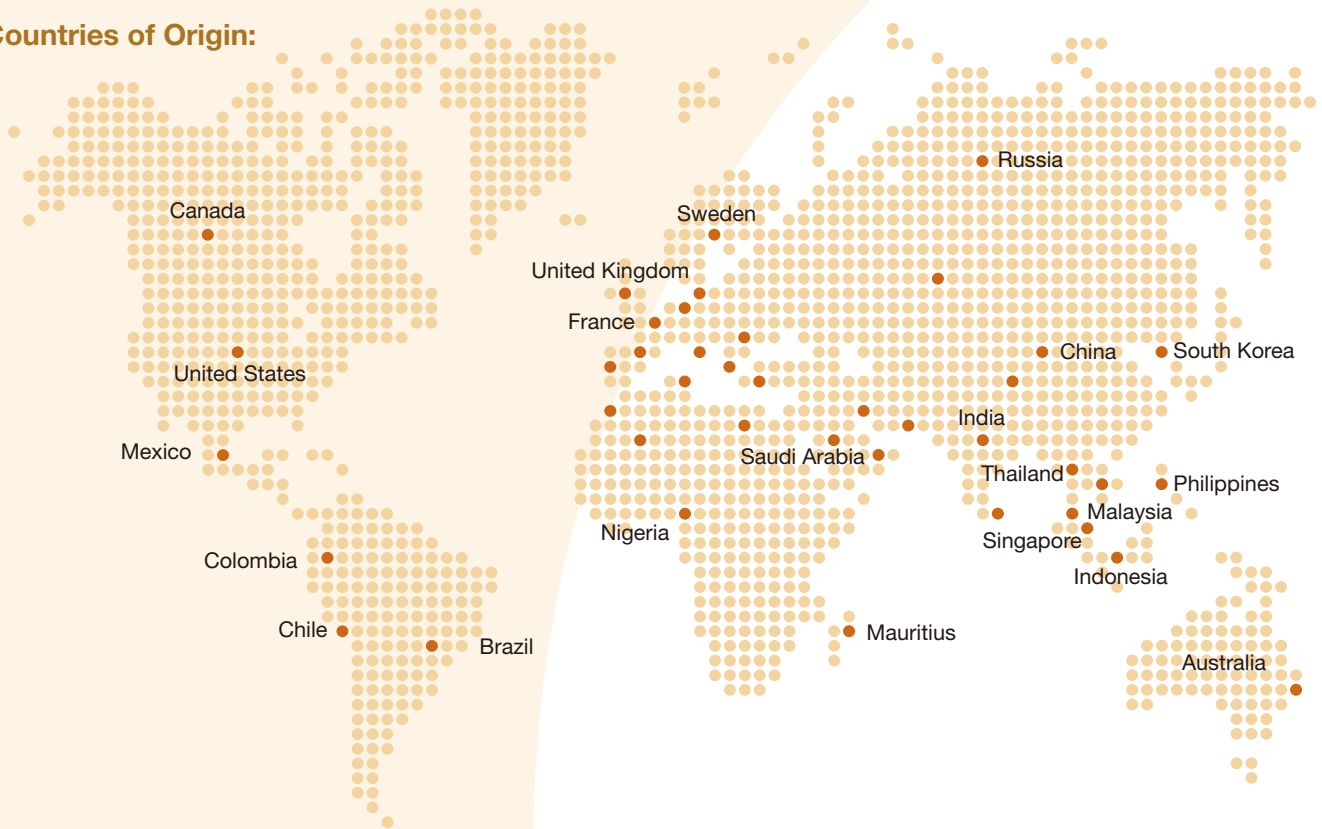 Countries of Origin:
Russia
Canada
Sweden
United Kingdom
France
China
South Korea
United States
India
Mexico
Saudi Arabia
Thailand
Philippines
Malaysia
Nigeria
Singapore
Colombia
Indonesia
Chile
Mauritius
Brazil
Australia